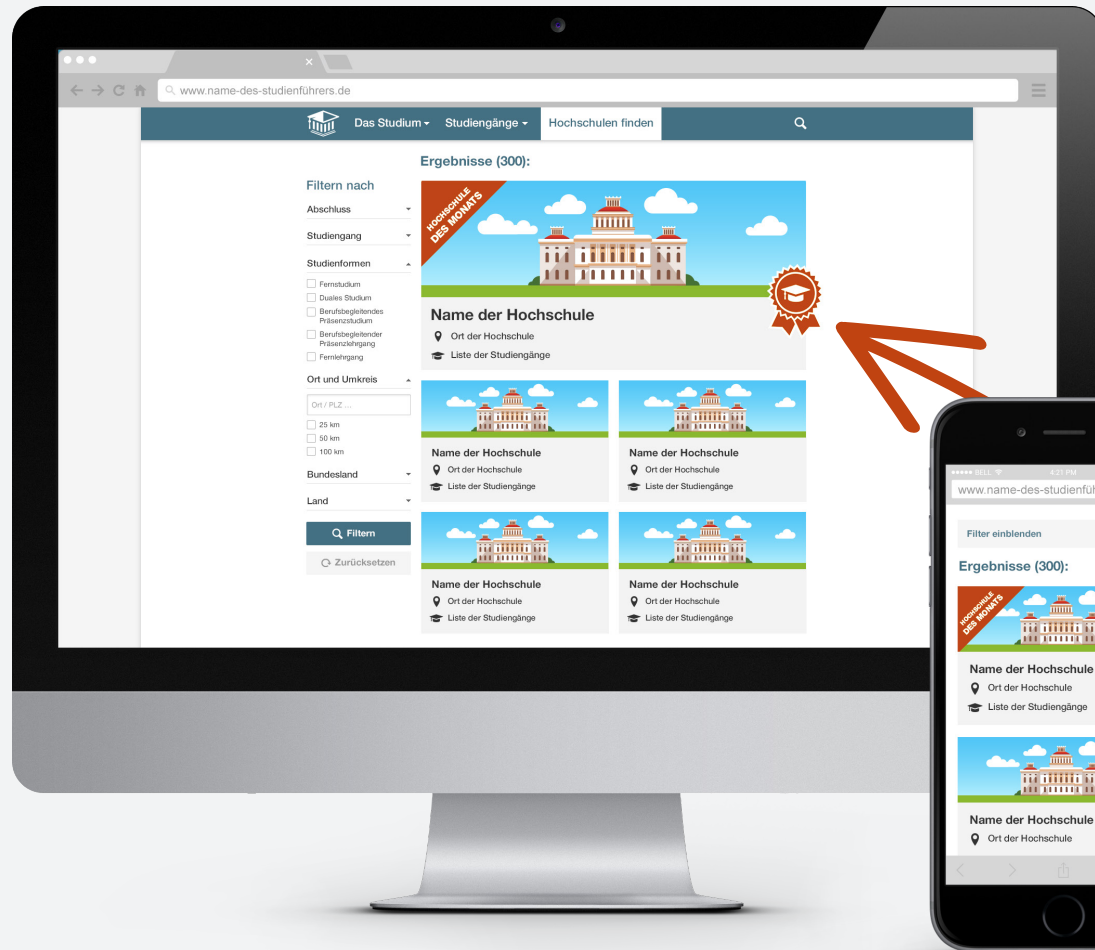 www.name-des-studienführers.de
Das Studium Studiengänge Hochschulen finden
Ergebnisse (300):
Filtern nach
Abschluss
Studiengang
Studienformen
Fernstudium
Duales Studium
Berufsbegleitendes
Präsenzstudium
Berufsbegleitender
Präsenzlehrgang
Fernlehrgang
Ort und Umkreis
Ort / PLZ ...
25 km
50 km
100 km
Bundesland
Land
Filtern
Zurücksetzen
HOCHSCHULE
DES MONATS
Name der Hochschule
Ort der Hochschule
Liste der Studiengänge
Name der Hochschule
Ort der Hochschule
Liste der Studiengänge
Name der Hochschule
Ort der Hochschule
Liste der Studiengänge
Name der Hochschule
Ort der Hochschule
Liste der Studiengänge
Name der Hochschule
Ort der Hochschule
Liste der Studiengänge
BELL 4:21 PM
www.name-des-studienfüh
Filter einblenden
Ergebnisse (300):
HOCHSCHULE
DES MONATS
Name der Hochschule
Ort der Hochschule
Liste der Studiengänge
Name der Hochschule
Ort der Hochschule